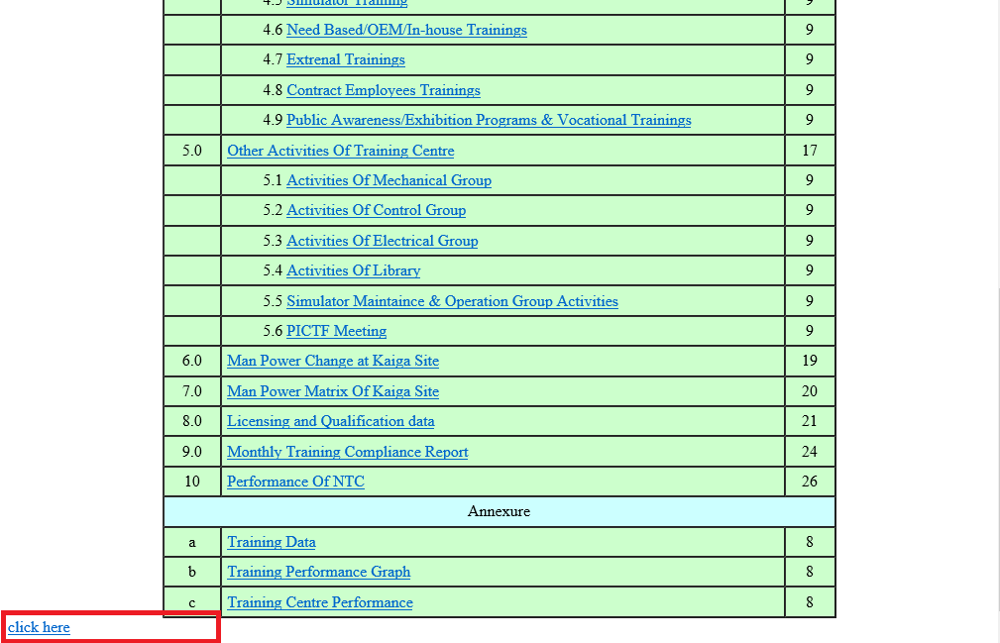 4.5 Simulator Training 9
4.6 Need Based/OEM/In-house Trainings 9
4.7 Extrenal Trainings 9
4.8 Contract Employees Trainings 9
4.9 Public Awareness/Exhibition Programs & Vocational Trainings 9
5.0 Other Activities Of Training Centre 17
5.1 Activities Of Mechanical Group 9
5.2 Activities Of Control Group 9
5.3 Activities Of Electrical Group 9
5.4 Activities Of Library 9
5.5 Simulator Maintaince & Operation Group Activities 9
5.6 PICTF Meeting 9
6.0 Man Power Change at Kaiga Site 19
7.0 Man Power Matrix Of Kaiga Site 20
8.0 Licensing and Qualification data 21
9.0 Monthly Training Compliance Report 24
10 Performance Of NTC 26
Annexure
a Training Data 8
b Training Performance Graph 8
c Training Centre Performance 8
click here